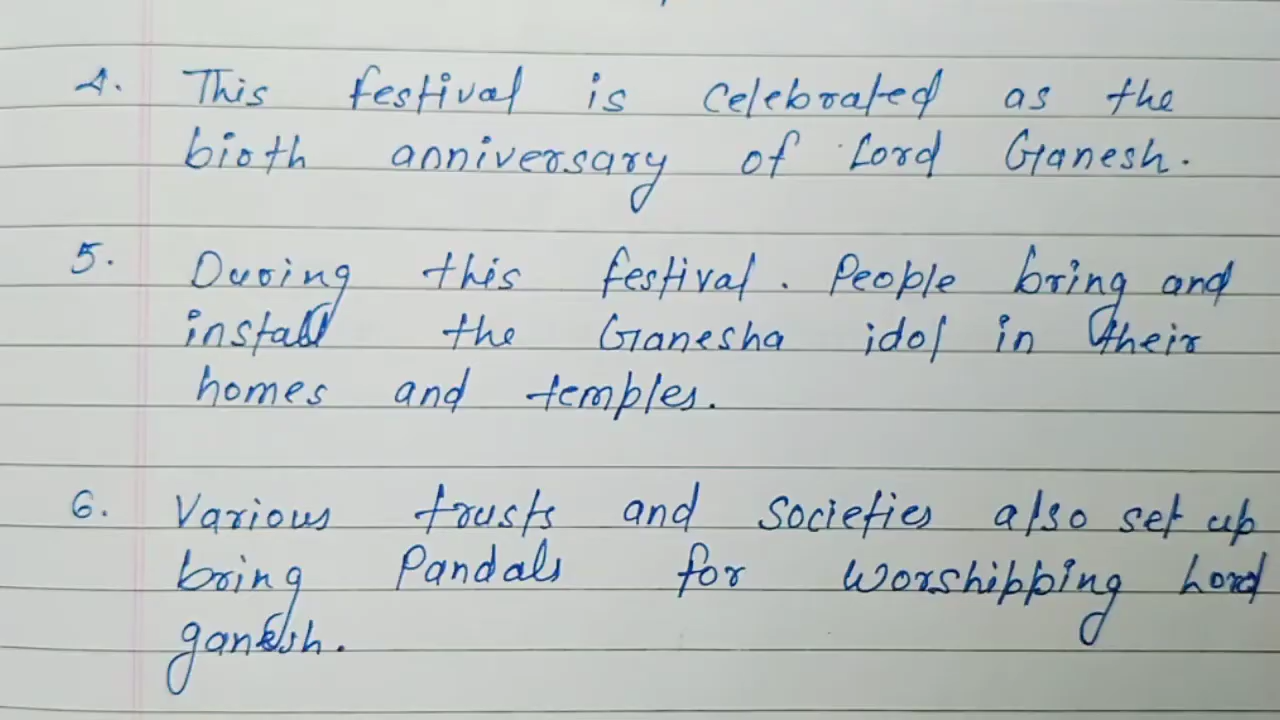 4. This festival is celebrated as the
birth anniversary of Lord Ganesh.
5. During this festival. People bring and
install the Ganesha idol in their
homes and temples.
6. Various trusts and societies also set up
bring Pandals for worshipping Lord
ganesh.